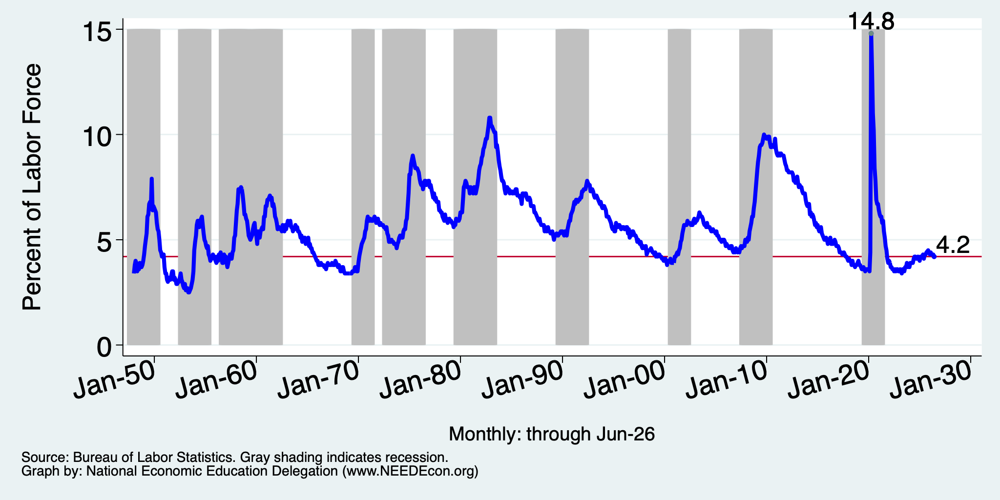 14.8
15
10
5
0
Percent of Labor Force
4.2
Jan-50
Jan-60
Jan-70
Jan-80
Jan-90
Jan-00
Jan-10
Jan-20
Jan-30
Monthly: through Jun-26
Source: Bureau of Labor Statistics. Gray shading indicates recession.
Graph by: National Economic Education Delegation (www.NEEDEcon.org)